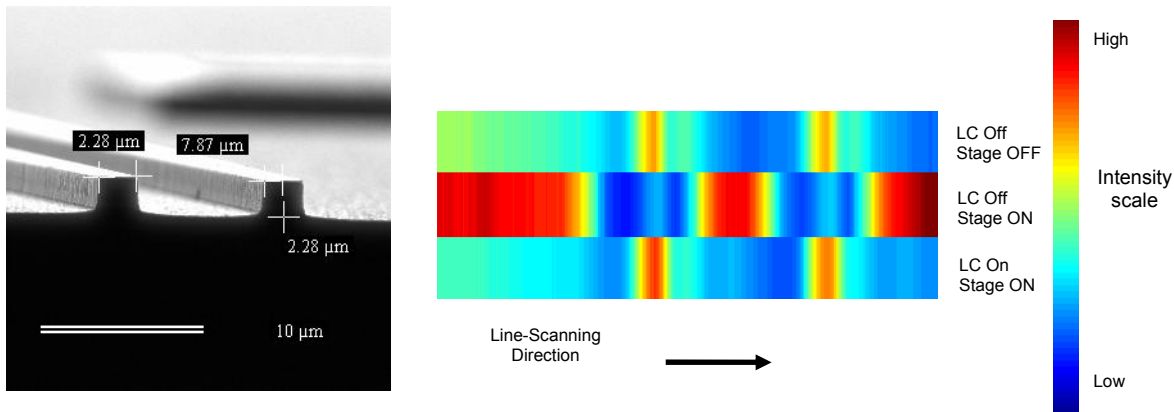 2.28 µm
7.87 µm
2.28 µm
10 µm
LC Off
Stage OFF
LC Off
Stage ON
LC On
Stage ON
Line-Scanning
Direction
High
Intensity
scale
Low